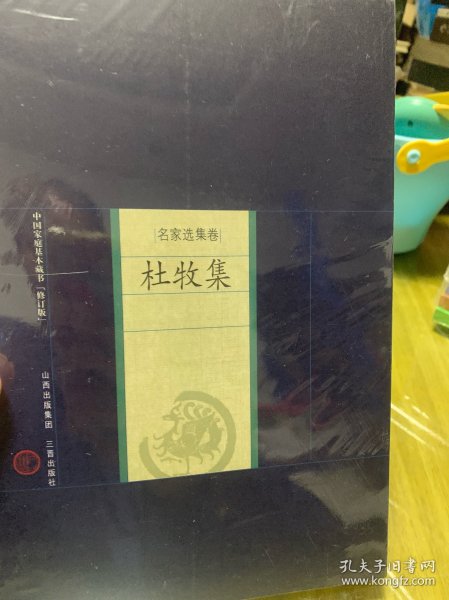 名家选集卷
杜牧集
中国家庭基本藏书「修订版」
山西出版集团 三晋出版社
孔夫子旧书网
www.kongfz.com